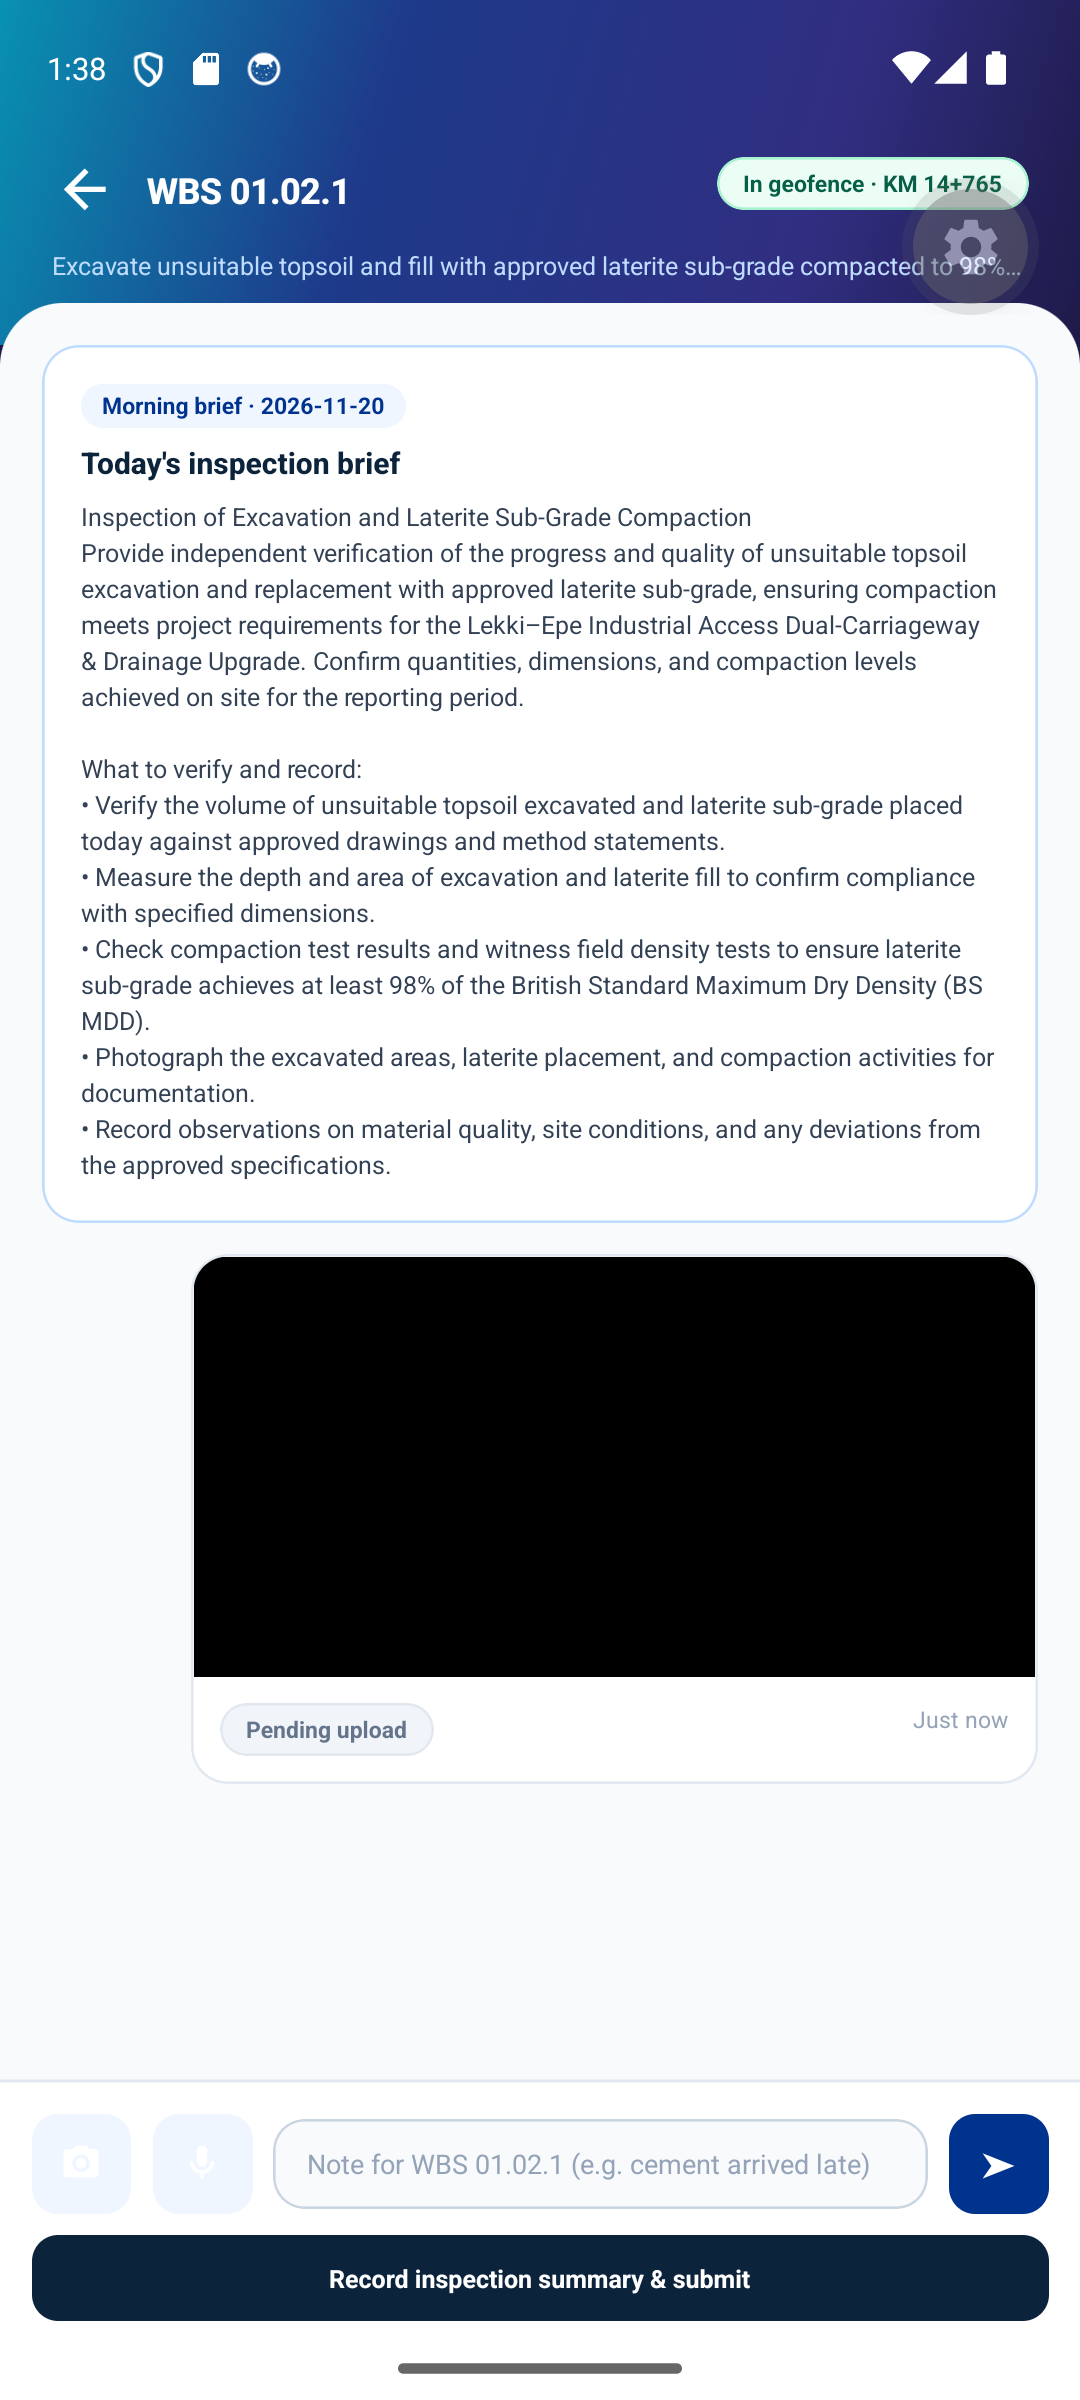 1:38
WBS 01.02.1
In geofence · KM 14+765
Excavate unsuitable topsoil and fill with approved laterite sub-grade compacted to 98%...
Morning brief · 2026-11-20
Today's inspection brief
Inspection of Excavation and Laterite Sub-Grade Compaction
Provide independent verification of the progress and quality of unsuitable topsoil
excavation and replacement with approved laterite sub-grade, ensuring compaction
meets project requirements for the Lekki–Epe Industrial Access Dual-Carriageway
& Drainage Upgrade. Confirm quantities, dimensions, and compaction levels
achieved on site for the reporting period.
What to verify and record:
• Verify the volume of unsuitable topsoil excavated and laterite sub-grade placed
today against approved drawings and method statements.
• Measure the depth and area of excavation and laterite fill to confirm compliance
with specified dimensions.
• Check compaction test results and witness field density tests to ensure laterite
sub-grade achieves at least 98% of the British Standard Maximum Dry Density (BS
MDD).
• Photograph the excavated areas, laterite placement, and compaction activities for
documentation.
• Record observations on material quality, site conditions, and any deviations from
the approved specifications.
Pending upload
Just now
Note for WBS 01.02.1 (e.g. cement arrived late)
Record inspection summary & submit